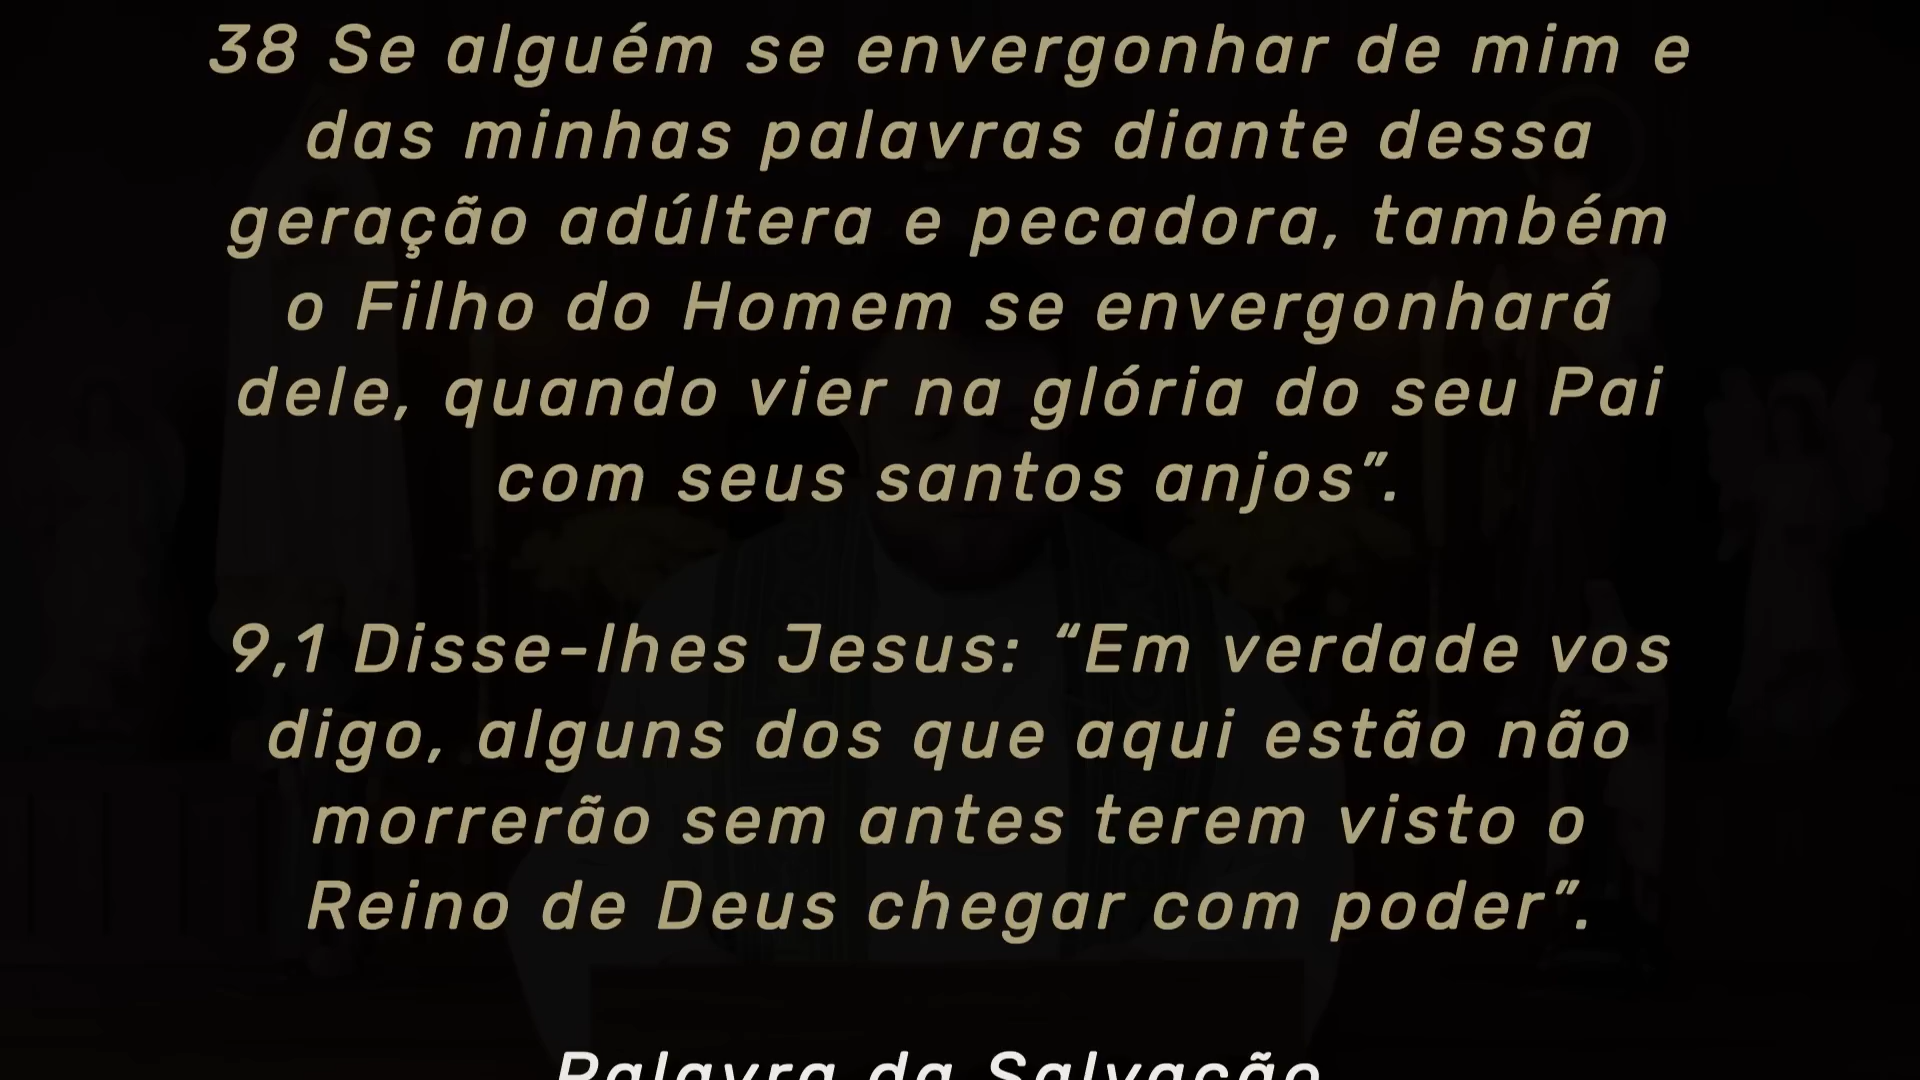 38 Se alguém se envergonhar de mim e
das minhas palavras diante dessa
geração adúltera e pecadora, também
o Filho do Homem se envergonhará
dele, quando vier na glória do seu Pai
com seus santos anjos”.
9,1 Disse-lhes Jesus: “Em verdade vos
digo, alguns dos que aqui estão não
morrerão sem antes terem visto o
Reino de Deus chegar com poder”.
Palavra da Salvação